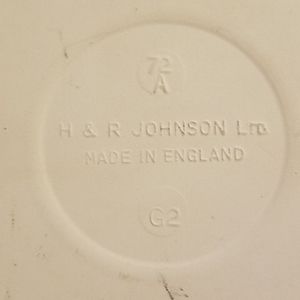 72
A
H & R JOHNSON LTD.
MADE IN ENGLAND
G2